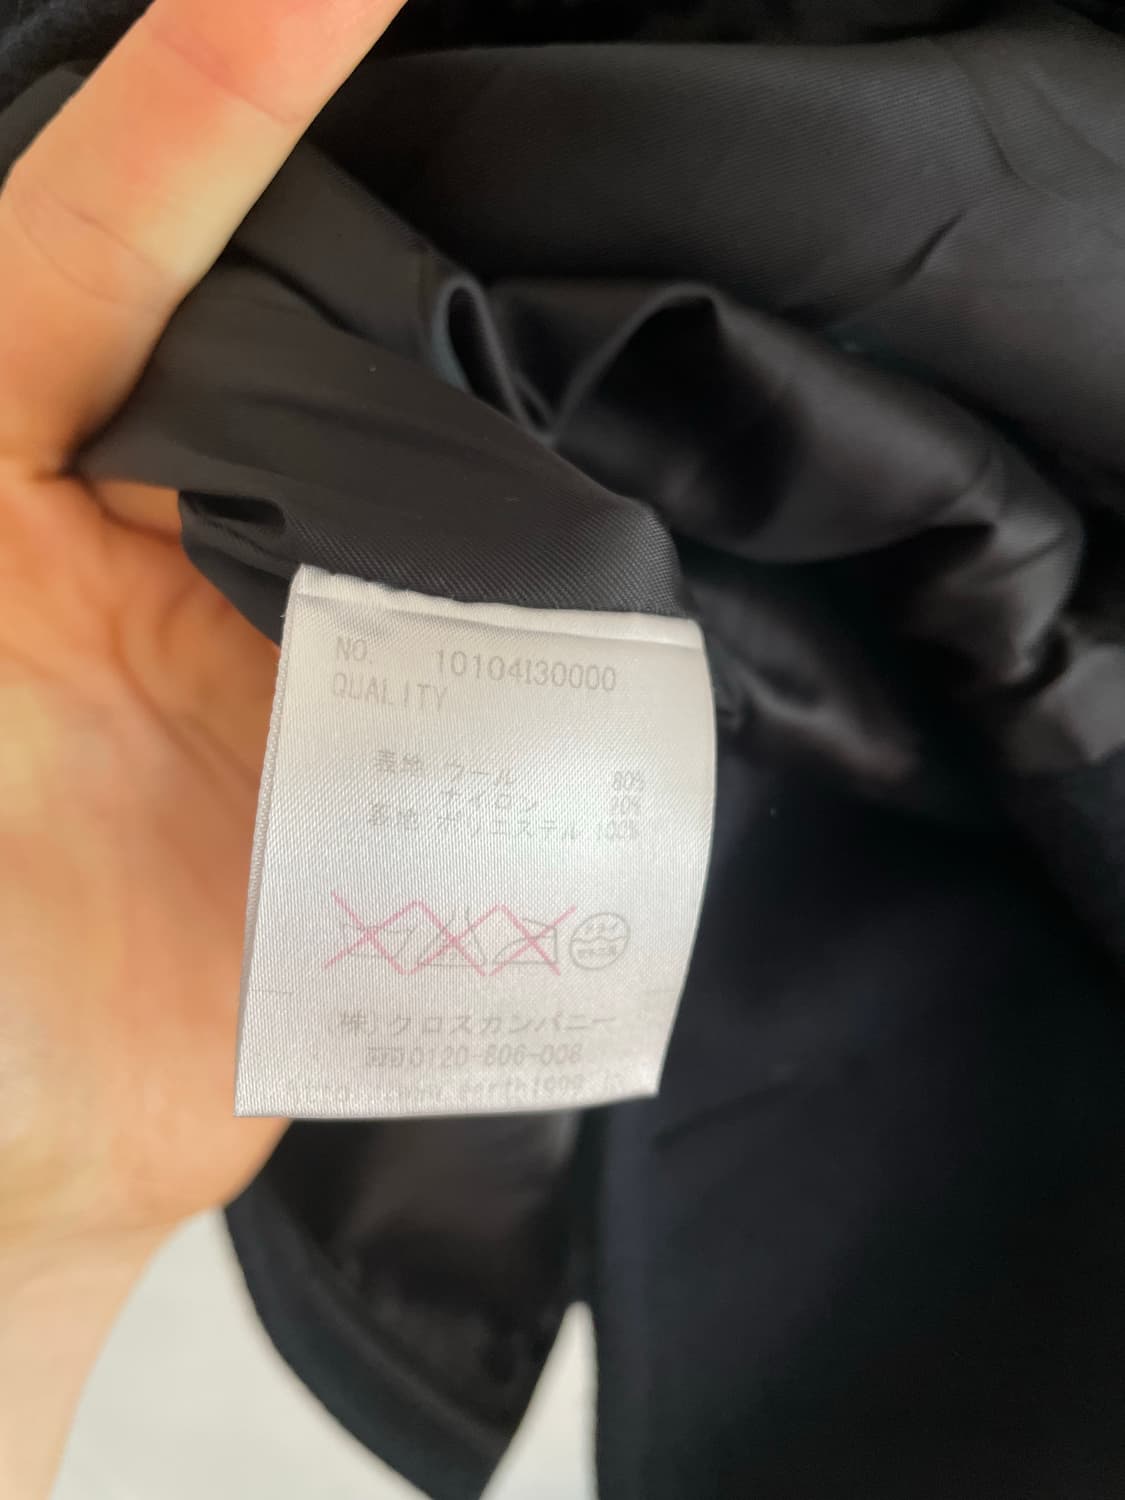 NO. 10104130000
QUALITY
表地 ウール 80%
ナイロン 20%
裏地 ポリエステル 100%
(株)クロスカンパニー
0120-806-008